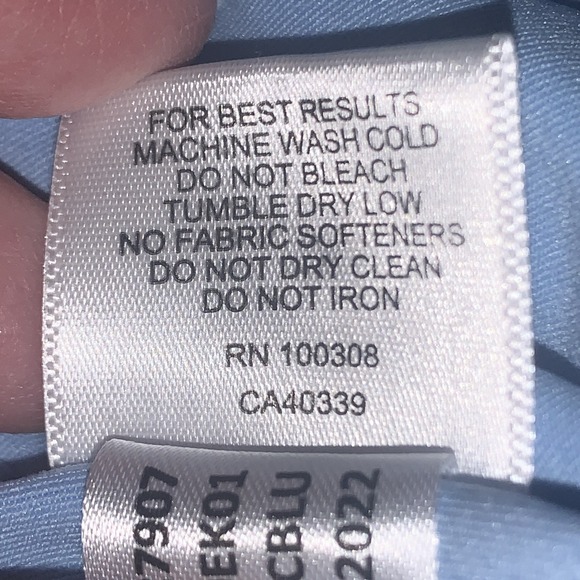 FOR BEST RESULTS
MACHINE WASH COLD
DO NOT BLEACH
TUMBLE DRY LOW
NO FABRIC SOFTENERS
DO NOT DRY CLEAN
DO NOT IRON
RN 100308
CA40339
7907
EK01
CBLU
2022